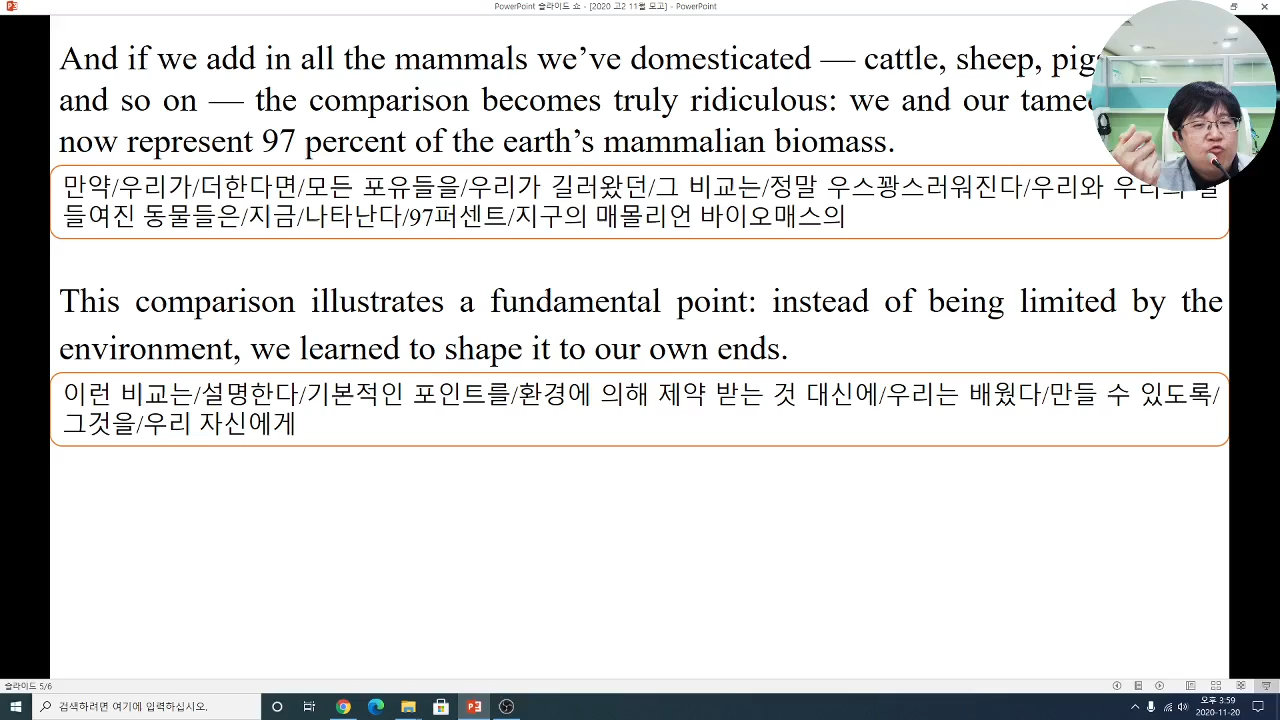 PowerPoint 슬라이드 쇼 - [2020 고2 11월 모고] - PowerPoint
And if we add in all the mammals we’ve domesticated — cattle, sheep,
and so on — the comparison becomes truly ridiculous: we and our
now represent 97 percent of the earth’s mammalian biomass.
만약/우리가/더한다면/모든 포유들을/우리가 길러왔던/그 비교는/정말 우스꽝스러워진다/우리와
들여진 동물들은/지금/나타난다/97퍼센트/지구의 매몰리언 바이오매스의
This comparison illustrates a fundamental point: instead of being limited by the
environment, we learned to shape it to our own ends.
이런 비교는/설명한다/기본적인 포인트를/환경에 의해 제약 받는 것 대신에/우리는 배웠다/만들 수 있도록/
그것을/우리 자신에게
슬라이드 5/6
검색하려면 여기에 입력하십시오.
오후 3:59
2020-11-20